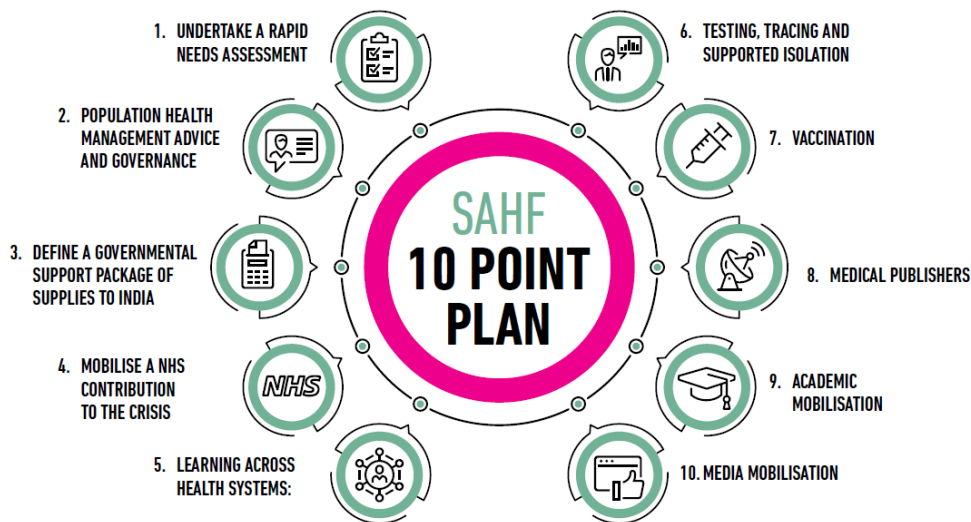 1. UNDERTAKE A RAPID
NEEDS ASSESSMENT
2. POPULATION HEALTH
MANAGEMENT ADVICE
AND GOVERNANCE
3. DEFINE A GOVERNMENTAL
SUPPORT PACKAGE OF
SUPPLIES TO INDIA
4. MOBILISE A NHS
CONTRIBUTION
TO THE CRISIS
NHS
5. LEARNING ACROSS
HEALTH SYSTEMS:
SAHF
10 POINT
PLAN
6. TESTING, TRACING AND
SUPPORTED ISOLATION
7. VACCINATION
8. MEDICAL PUBLISHERS
9. ACADEMIC
MOBILISATION
10. MEDIA MOBILISATION